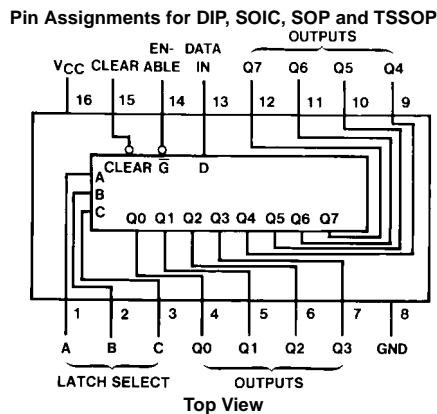 Pin Assignments for DIP, SOIC, SOP and TSSOP
OUTPUTS
EN- DATA
VCC CLEAR ABLE IN Q7 Q6 Q5 Q4
16 15 14 13 12 11 10 9
CLEAR G D
A
B
C
Q0 Q1 Q2 Q3 Q4 Q5 Q6 Q7
1 2 3 4 5 6 7 8
A B C Q0 Q1 Q2 Q3 GND
LATCH SELECT OUTPUTS
Top View